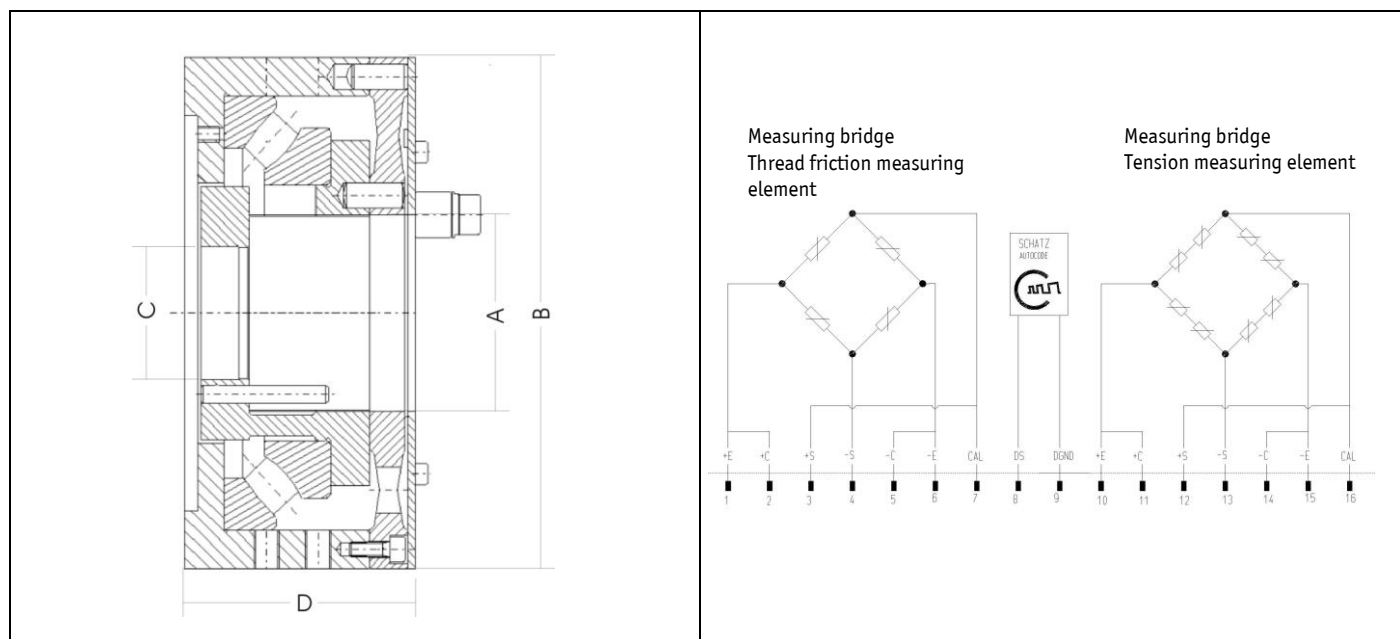 C
A
B
D
Measuring bridge
Thread friction measuring
element
Measuring bridge
Tension measuring element
SCHATZ
AUTOCODE
+E +C +S -S -C -E CAL DS DGND +E +C +S -S -C -E CAL
1 2 3 4 5 6 7 8 9 10 11 12 13 14 15 16